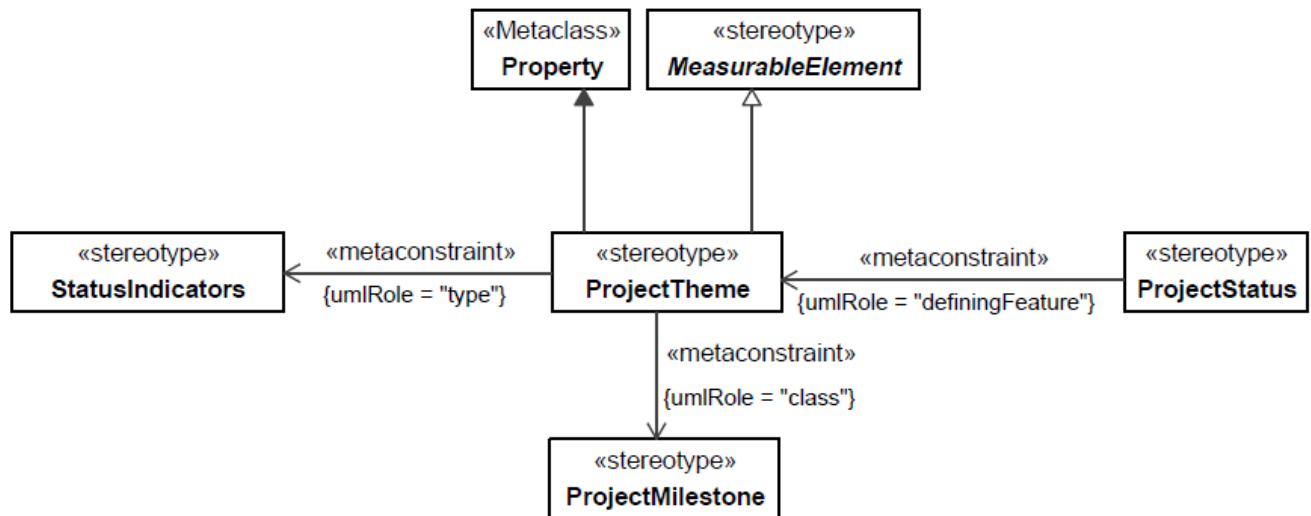 «Metaclass»
Property
«stereotype»
MeasurableElement
«stereotype»
StatusIndicators
«metaconstraint»
{umlRole = "type"}
«stereotype»
ProjectTheme
«metaconstraint»
{umlRole = "definingFeature"}
«stereotype»
ProjectStatus
«metaconstraint»
{umlRole = "class"}
«stereotype»
ProjectMilestone